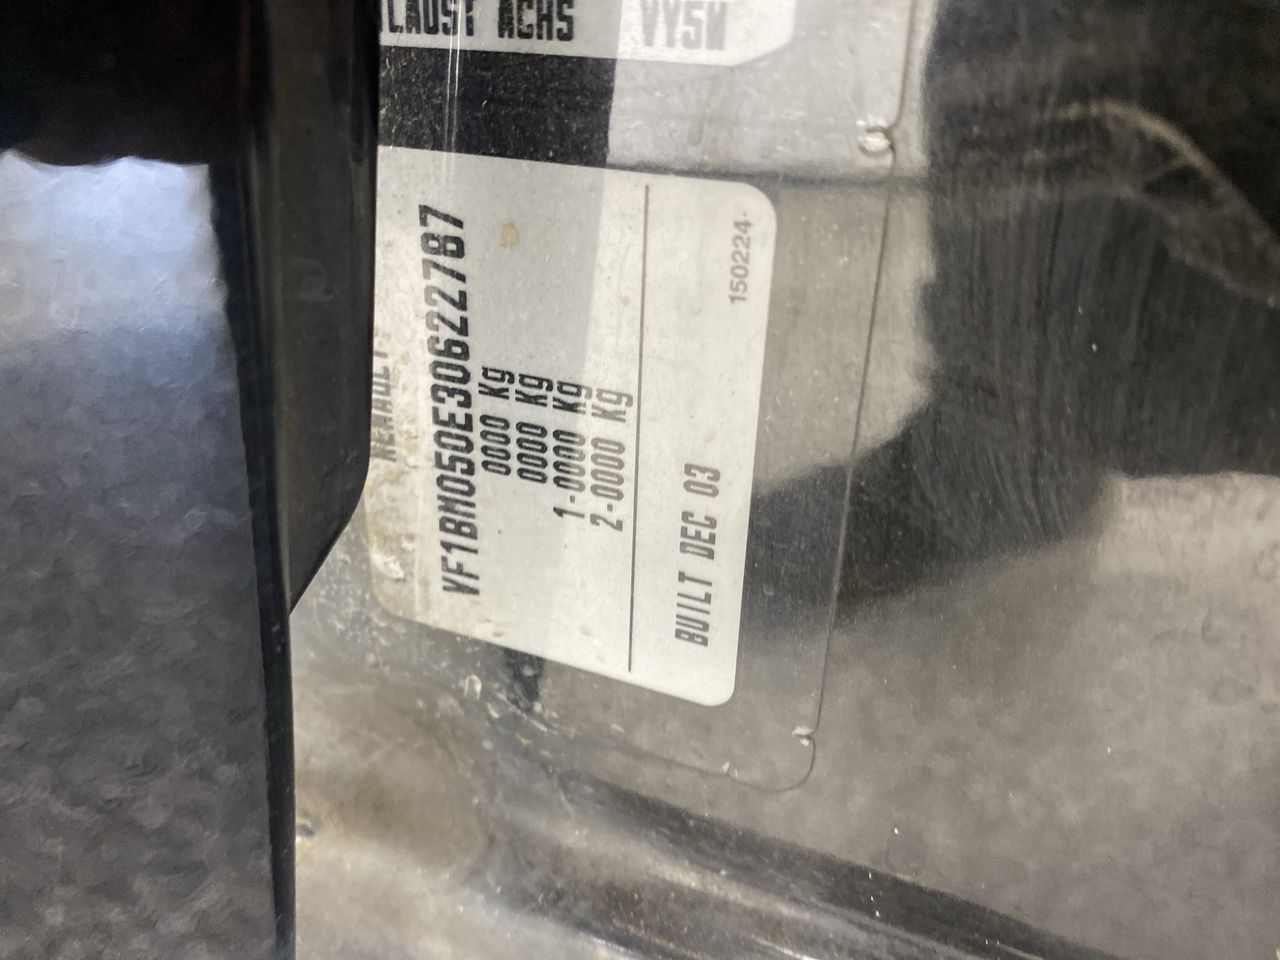 LAUST ACHS VY5W
RENAULT
VF1BM050E30622787
0000 Kg
0000 Kg
1-0000 Kg
2-0000 Kg
BUILT DEC 03
150224-